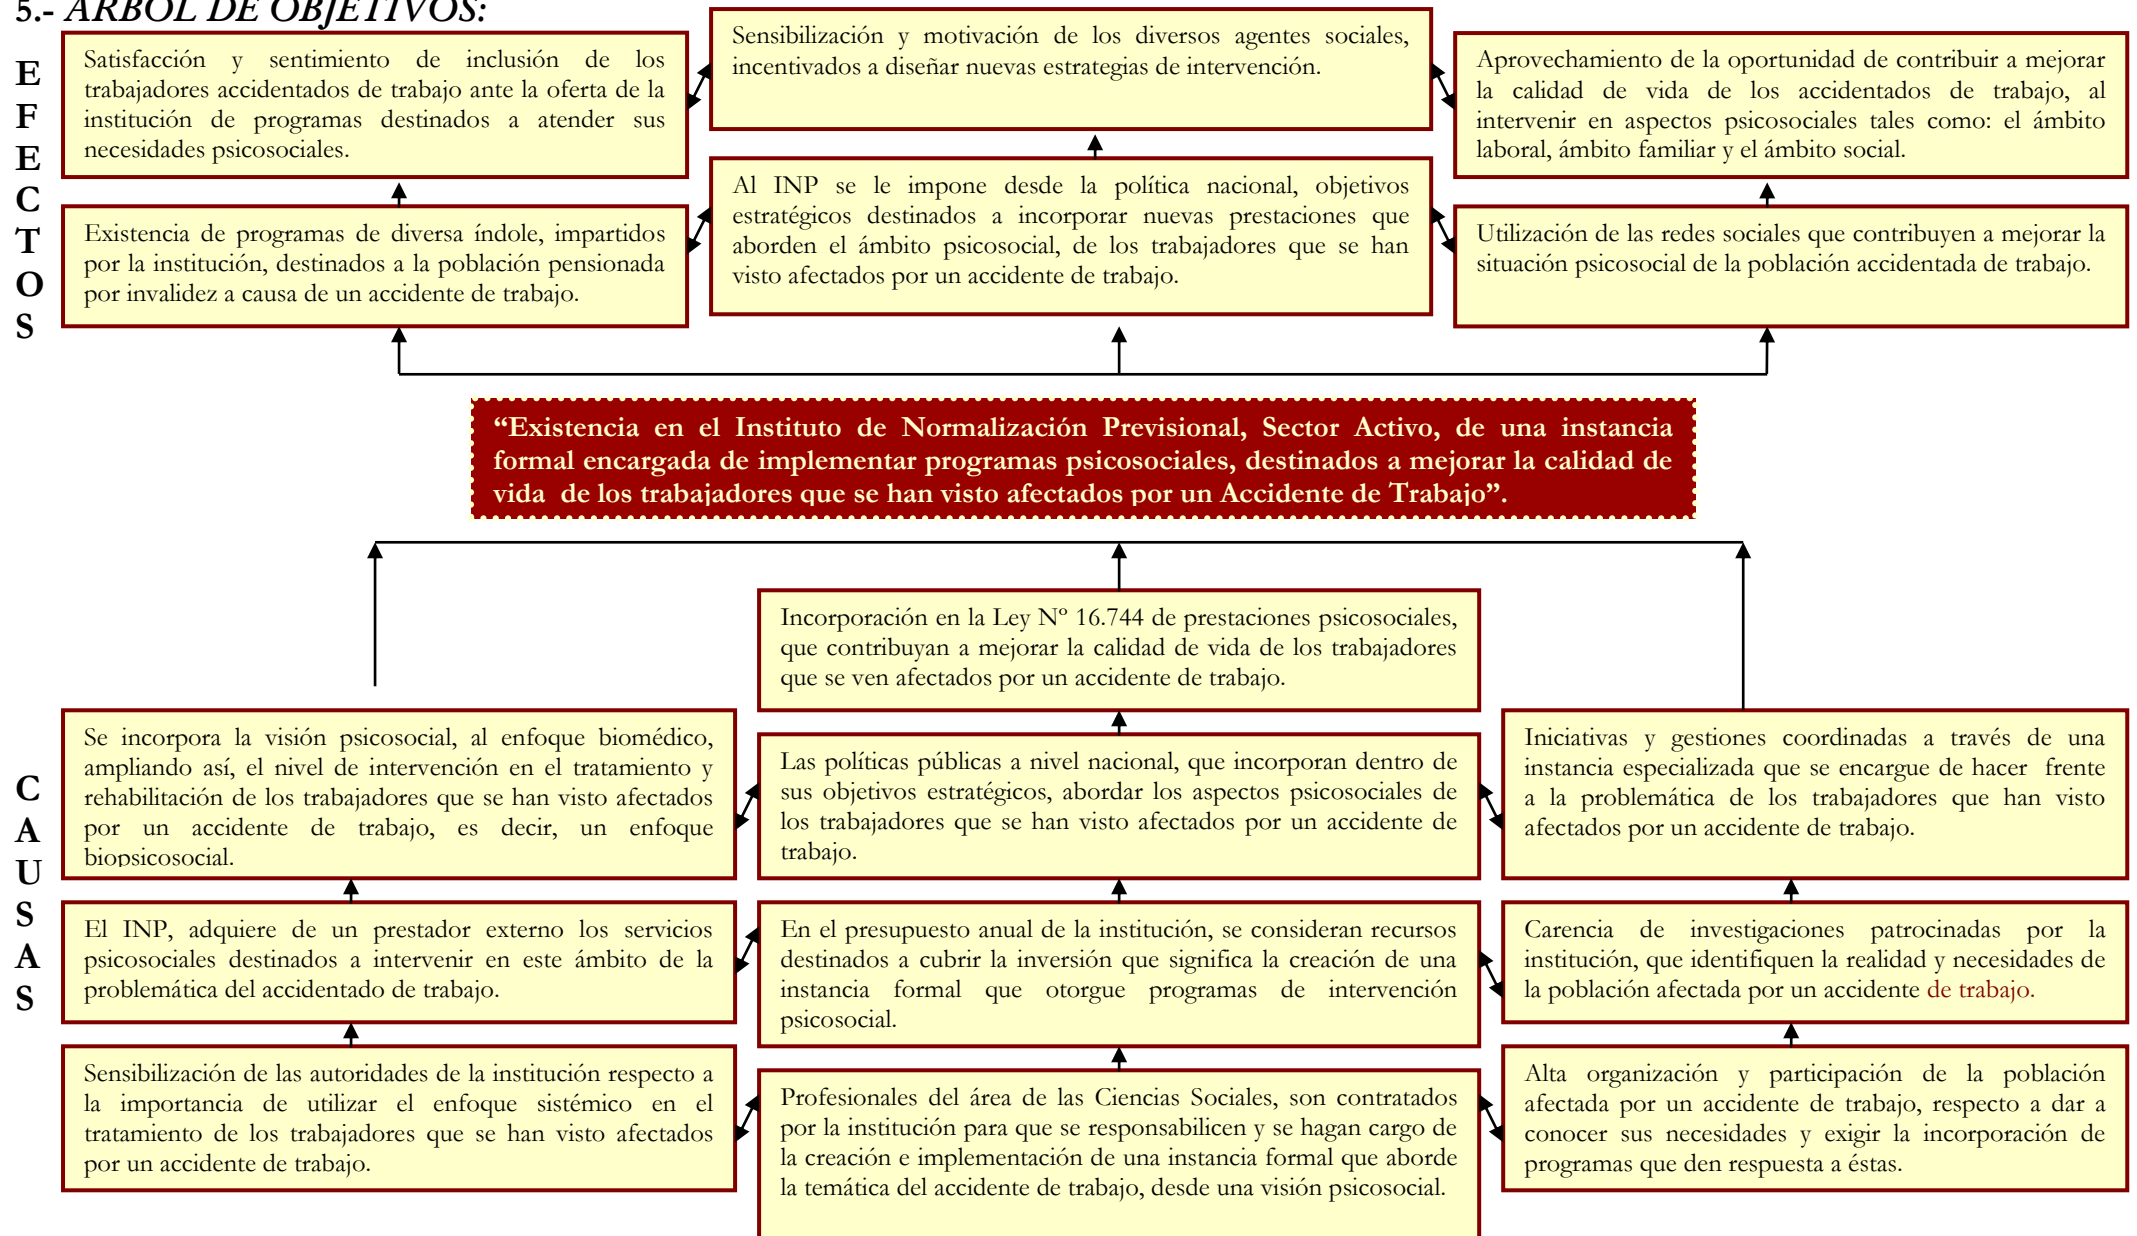 5.- ÁRBOL DE OBJETIVOS:
E
F
E
C
T
O
S
Satisfacción y sentimiento de inclusión de los
trabajadores accidentados de trabajo ante la oferta de la
institución de programas destinados a atender sus
necesidades psicosociales.
Sensibilización y motivación de los diversos agentes sociales,
incentivados a diseñar nuevas estrategias de intervención.
Aprovechamiento de la oportunidad de contribuir a mejorar
la calidad de vida de los accidentados de trabajo, al
intervenir en aspectos psicosociales tales como: el ámbito
laboral, ámbito familiar y el ámbito social.
Existencia de programas de diversa índole, impartidos
por la institución, destinados a la población pensionada
por invalidez a causa de un accidente de trabajo.
Al INP se le impone desde la política nacional, objetivos
estratégicos destinados a incorporar nuevas prestaciones que
aborden el ámbito psicosocial, de los trabajadores que se han
visto afectados por un accidente de trabajo.
Utilización de las redes sociales que contribuyen a mejorar la
situación psicosocial de la población accidentada de trabajo.
“Existencia en el Instituto de Normalización Previsional, Sector Activo, de una instancia
formal encargada de implementar programas psicosociales, destinados a mejorar la calidad de
vida de los trabajadores que se han visto afectados por un Accidente de Trabajo”.
C
A
U
S
A
S
Incorporación en la Ley Nº 16.744 de prestaciones psicosociales,
que contribuyan a mejorar la calidad de vida de los trabajadores
que se ven afectados por un accidente de trabajo.
Se incorpora la visión psicosocial, al enfoque biomédico,
ampliando así, el nivel de intervención en el tratamiento y
rehabilitación de los trabajadores que se han visto afectados
por un accidente de trabajo, es decir, un enfoque
biopsicosocial.
Las políticas públicas a nivel nacional, que incorporan dentro de
sus objetivos estratégicos, abordar los aspectos psicosociales de
los trabajadores que se han visto afectados por un accidente de
trabajo.
Iniciativas y gestiones coordinadas a través de una
instancia especializada que se encargue de hacer frente
a la problemática de los trabajadores que han visto
afectados por un accidente de trabajo.
El INP, adquiere de un prestador externo los servicios
psicosociales destinados a intervenir en este ámbito de la
problemática del accidentado de trabajo.
En el presupuesto anual de la institución, se consideran recursos
destinados a cubrir la inversión que significa la creación de una
instancia formal que otorgue programas de intervención
psicosocial.
Carencia de investigaciones patrocinadas por la
institución, que identifiquen la realidad y necesidades de
la población afectada por un accidente de trabajo.
Sensibilización de las autoridades de la institución respecto a
la importancia de utilizar el enfoque sistémico en el
tratamiento de los trabajadores que se han visto afectados
por un accidente de trabajo.
Profesionales del área de las Ciencias Sociales, son contratados
por la institución para que se responsabilicen y se hagan cargo de
la creación e implementación de una instancia formal que aborde
la temática del accidente de trabajo, desde una visión psicosocial.
Alta organización y participación de la población
afectada por un accidente de trabajo, respecto a dar a
conocer sus necesidades y exigir la incorporación de
programas que den respuesta a éstas.